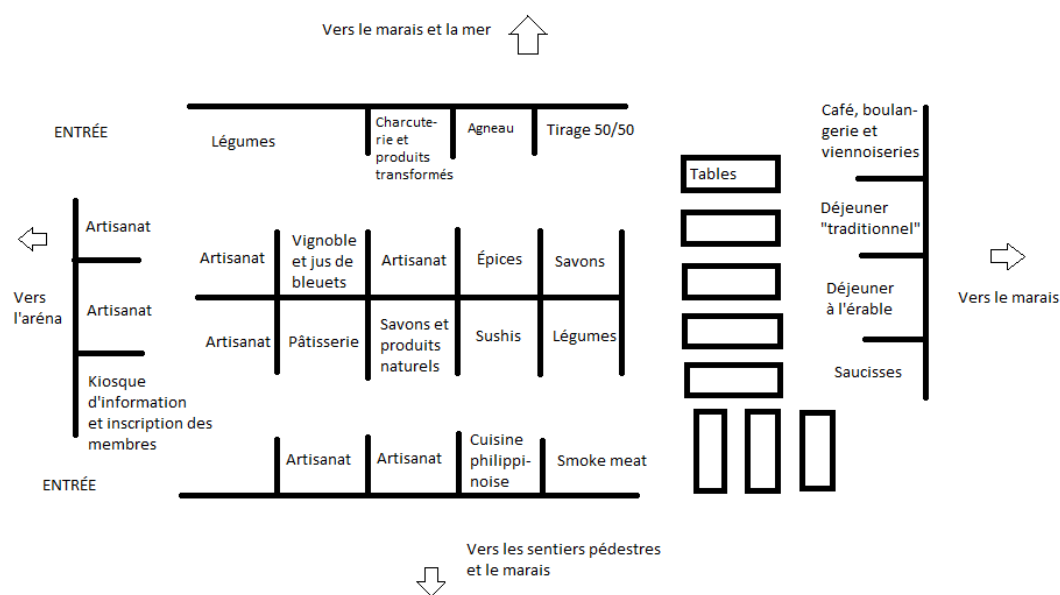 Vers le marais et la mer
ENTRÉE
Légumes
Charcute-
rie et
produits
transformés
Agneau
Tirage 50/50
Café, boulan-
gerie et
viennoiseries
Tables
Déjeuner
"traditionnel"
Déjeuner
à l'érable
Saucisses
Vers le marais
Artisanat
Vers
l'aréna
Artisanat
Kiosque
d'information
et inscription des
membres
Artisanat
Vignoble
et jus de
bleuets
Artisanat
Épices
Savons
Artisanat
Pâtisserie
Savons et
produits
naturels
Sushis
Légumes
ENTRÉE
Artisanat
Artisanat
Cuisine
philippi-
noise
Smoke meat
Vers les sentiers pédestres
et le marais